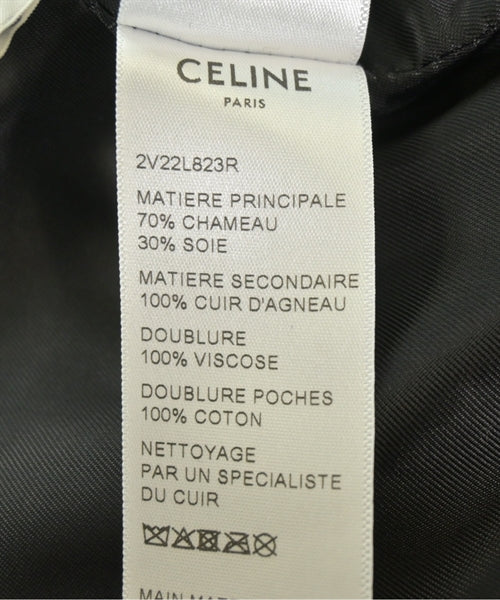 CELINE
PARIS
2V22L823R
MATIERE PRINCIPALE
70% CHAMEAU
30% SOIE
MATIERE SECONDAIRE
100% CUIR D'AGNEAU
DOUBLURE
100% VISCOSE
DOUBLURE POCHES
100% COTON
NETTOYAGE
PAR UN SPECIALISTE
DU CUIR
MAIN